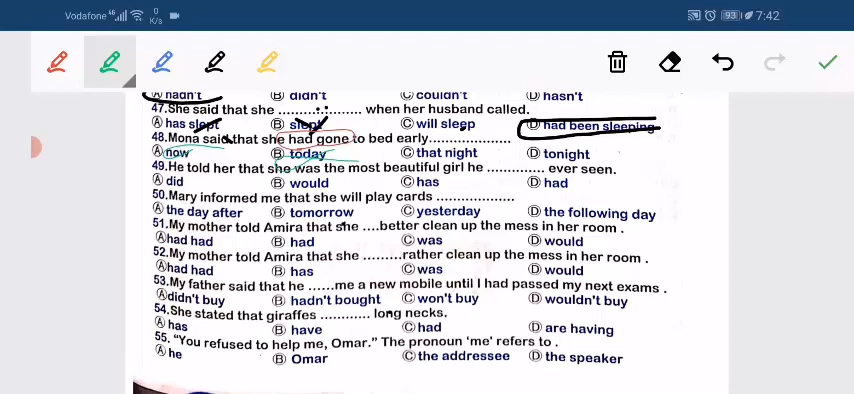 Vodafone 4G 0 K/s 93 7:42
Ⓐ hadn't Ⓑ didn't Ⓒ couldn't Ⓓ hasn't
47.She said that she ..................... when her husband called.
Ⓐ has slept Ⓑ slept Ⓒ will sleep Ⓓ had been sleeping
48.Mona said that she had gone to bed early.....................
Ⓐ now Ⓑ today Ⓒ that night Ⓓ tonight
49.He told her that she was the most beautiful girl he ............... ever seen.
Ⓐ did Ⓑ would Ⓒ has Ⓓ had
50.Mary informed me that she will play cards ...................
Ⓐ the day after Ⓑ tomorrow Ⓒ yesterday Ⓓ the following day
51.My mother told Amira that she ....better clean up the mess in her room .
Ⓐ had had Ⓑ had Ⓒ was Ⓓ would
52.My mother told Amira that she .........rather clean up the mess in her room .
Ⓐ had had Ⓑ has Ⓒ was Ⓓ would
53.My father said that he ......me a new mobile until I had passed my next exams .
Ⓐ didn't buy Ⓑ hadn't bought Ⓒ won't buy Ⓓ wouldn't buy
54.She stated that giraffes ............ long necks.
Ⓐ has Ⓑ have Ⓒ had Ⓓ are having
55. “You refused to help me, Omar.” The pronoun ‘me’ refers to .
Ⓐ he Ⓑ Omar Ⓒ the addressee Ⓓ the speaker